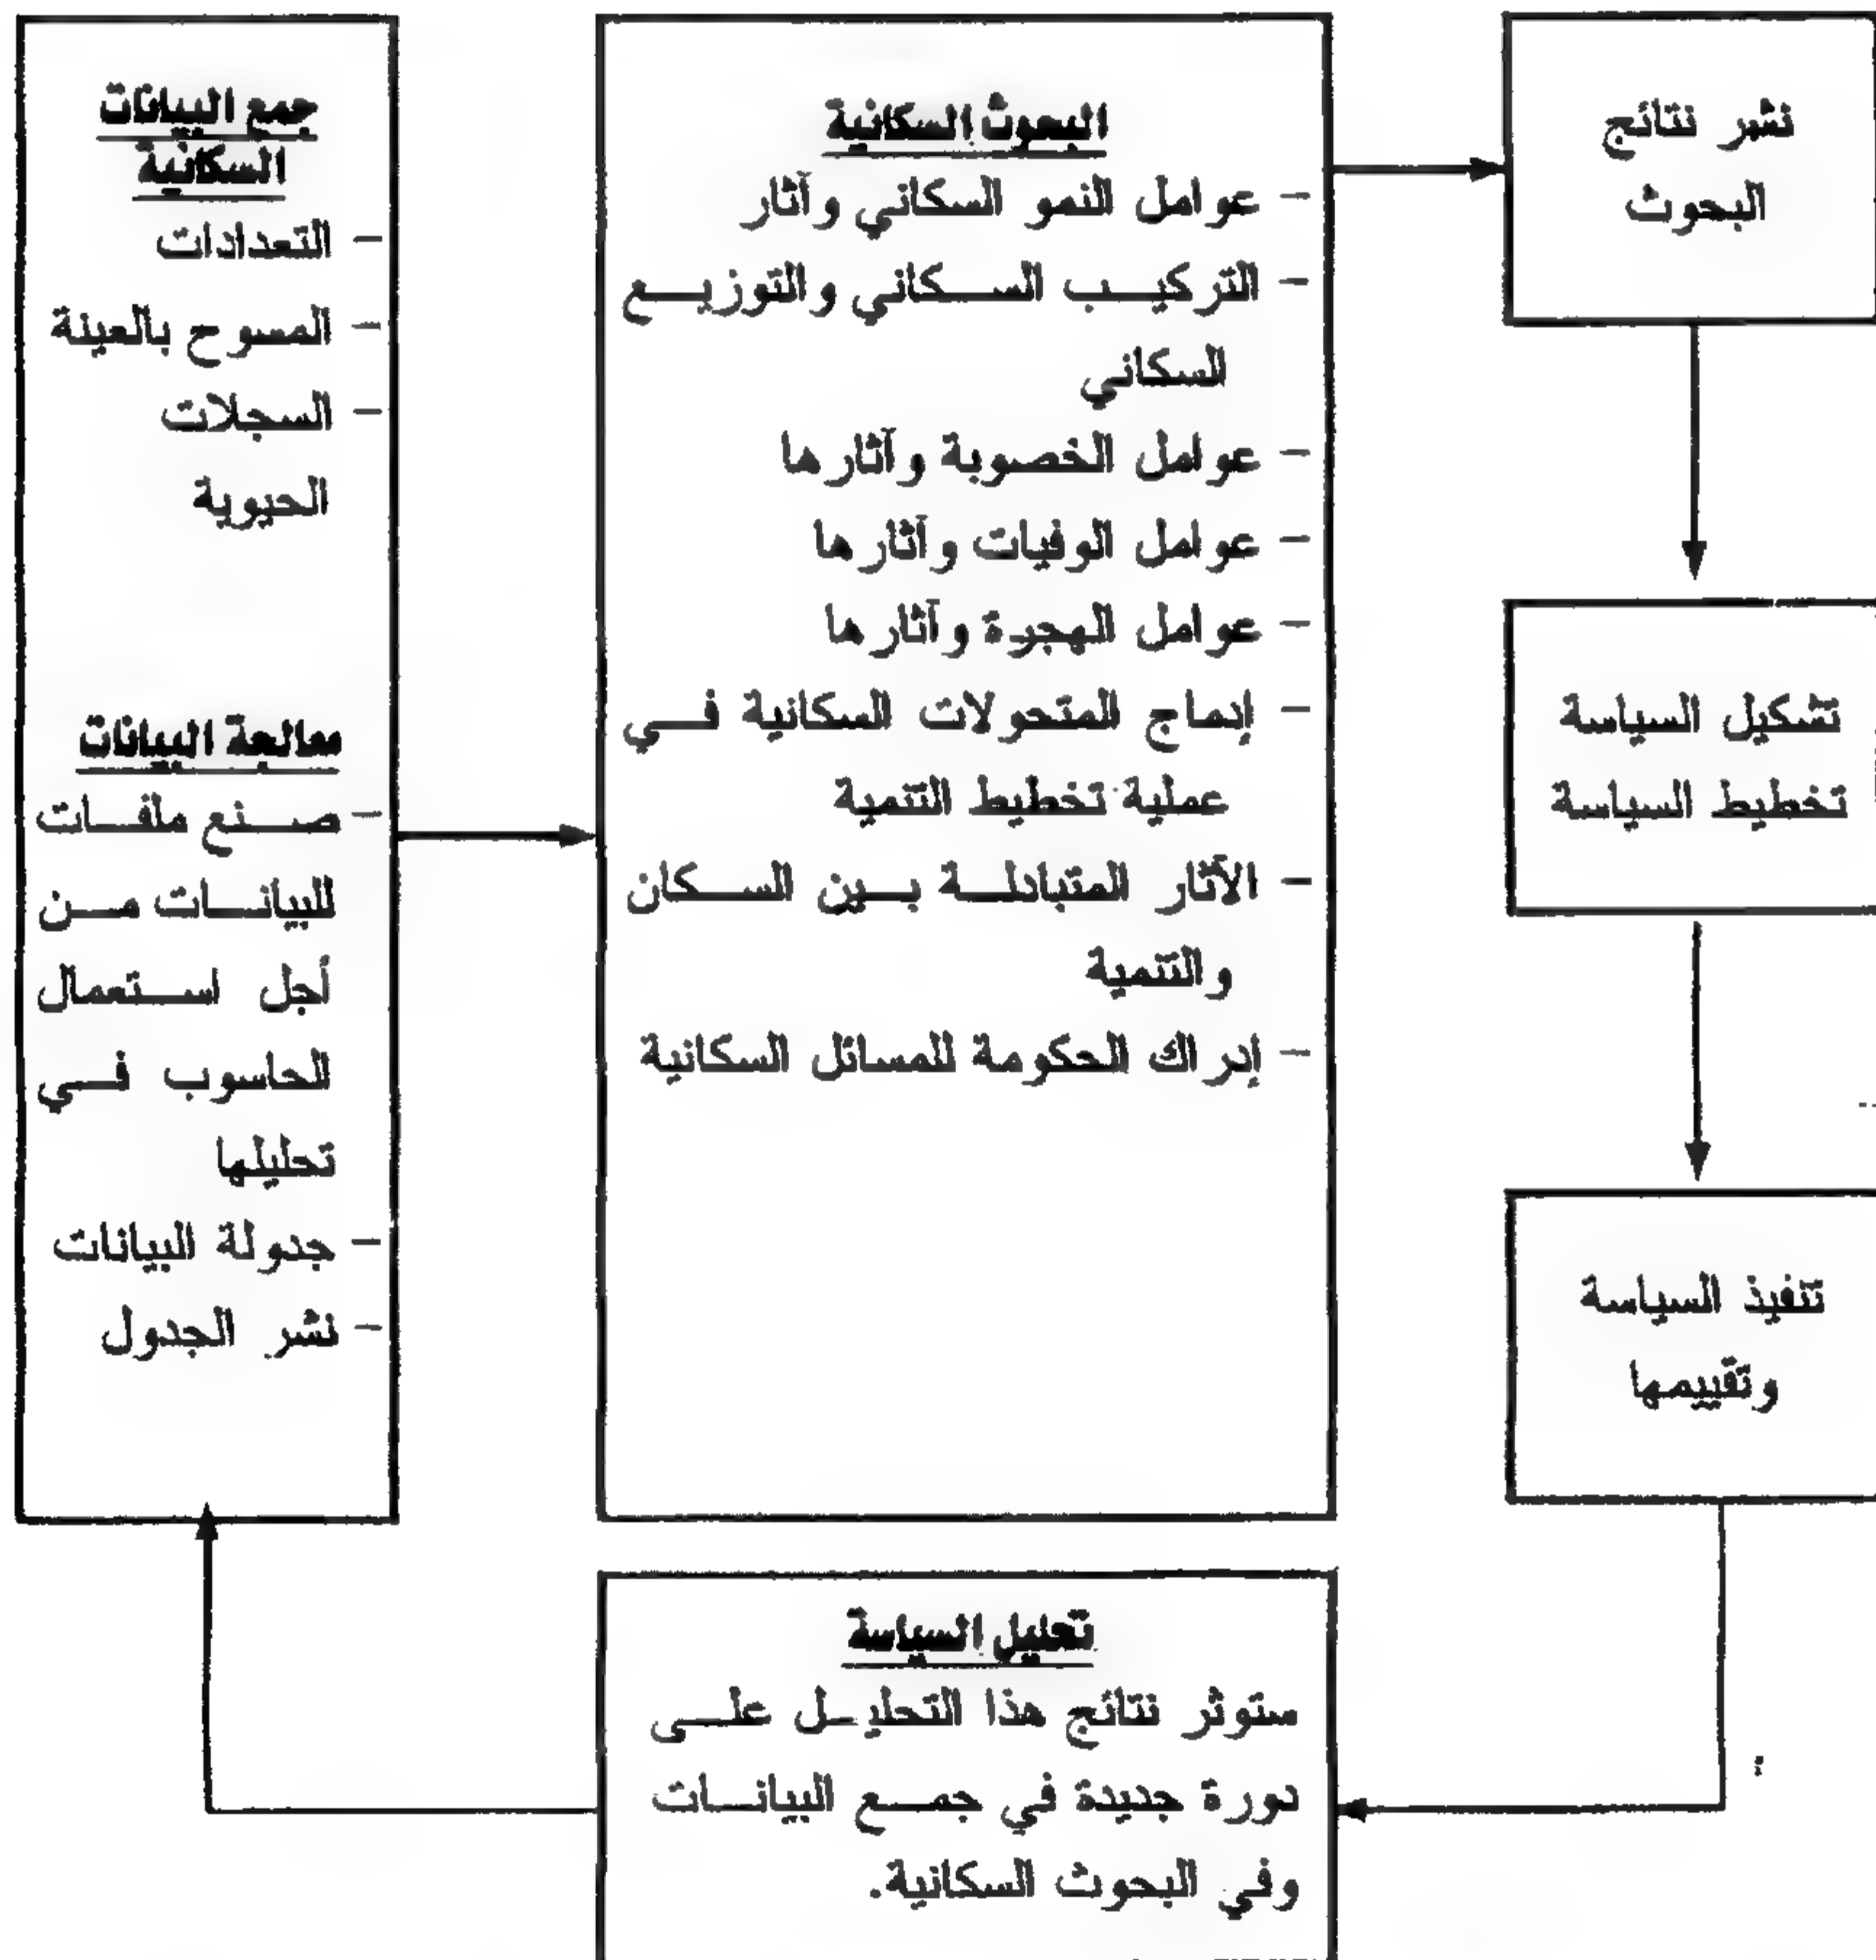 جمع البيانات
السكانية
- التعدادات
- المسوح بالعينة
- السجلات
الحيوية
معالجة البيانات
- صنع ملفات
للبيانات من
أجل استعمال
الحاسوب في
تحليلها
- جدولة البيانات
- نشر الجدول
البحوث السكانية
- عوامل النمو السكاني وآثار
- التركيب السكاني والتوزيع
السكاني
- عوامل الخصوبة وآثارها
- عوامل الوفيات وآثارها
- عوامل الهجرة وآثارها
- إدماج المتحولات السكانية في
عملية تخطيط التنمية
- الآثار المتبادلة بين السكان
والتنمية
- إدراك الحكومة للمسائل السكانية
نشر نتائج
البحوث
تشكيل السياسة
تخطيط السياسة
تنفيذ السياسة
وتقييمها
تحليل السياسة
ستوثر نتائج هذا التحليل على
دورة جديدة في جمع البيانات
وفي البحوث السكانية.